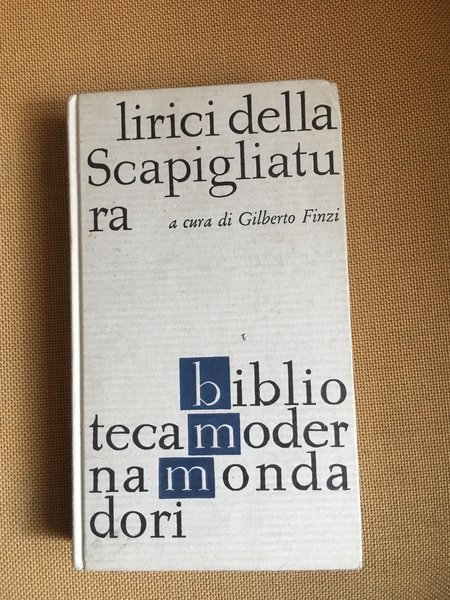 lirici della
Scapigliatu
ra a cura di Gilberto Finzi
biblio
tecamoder
namonda
dori